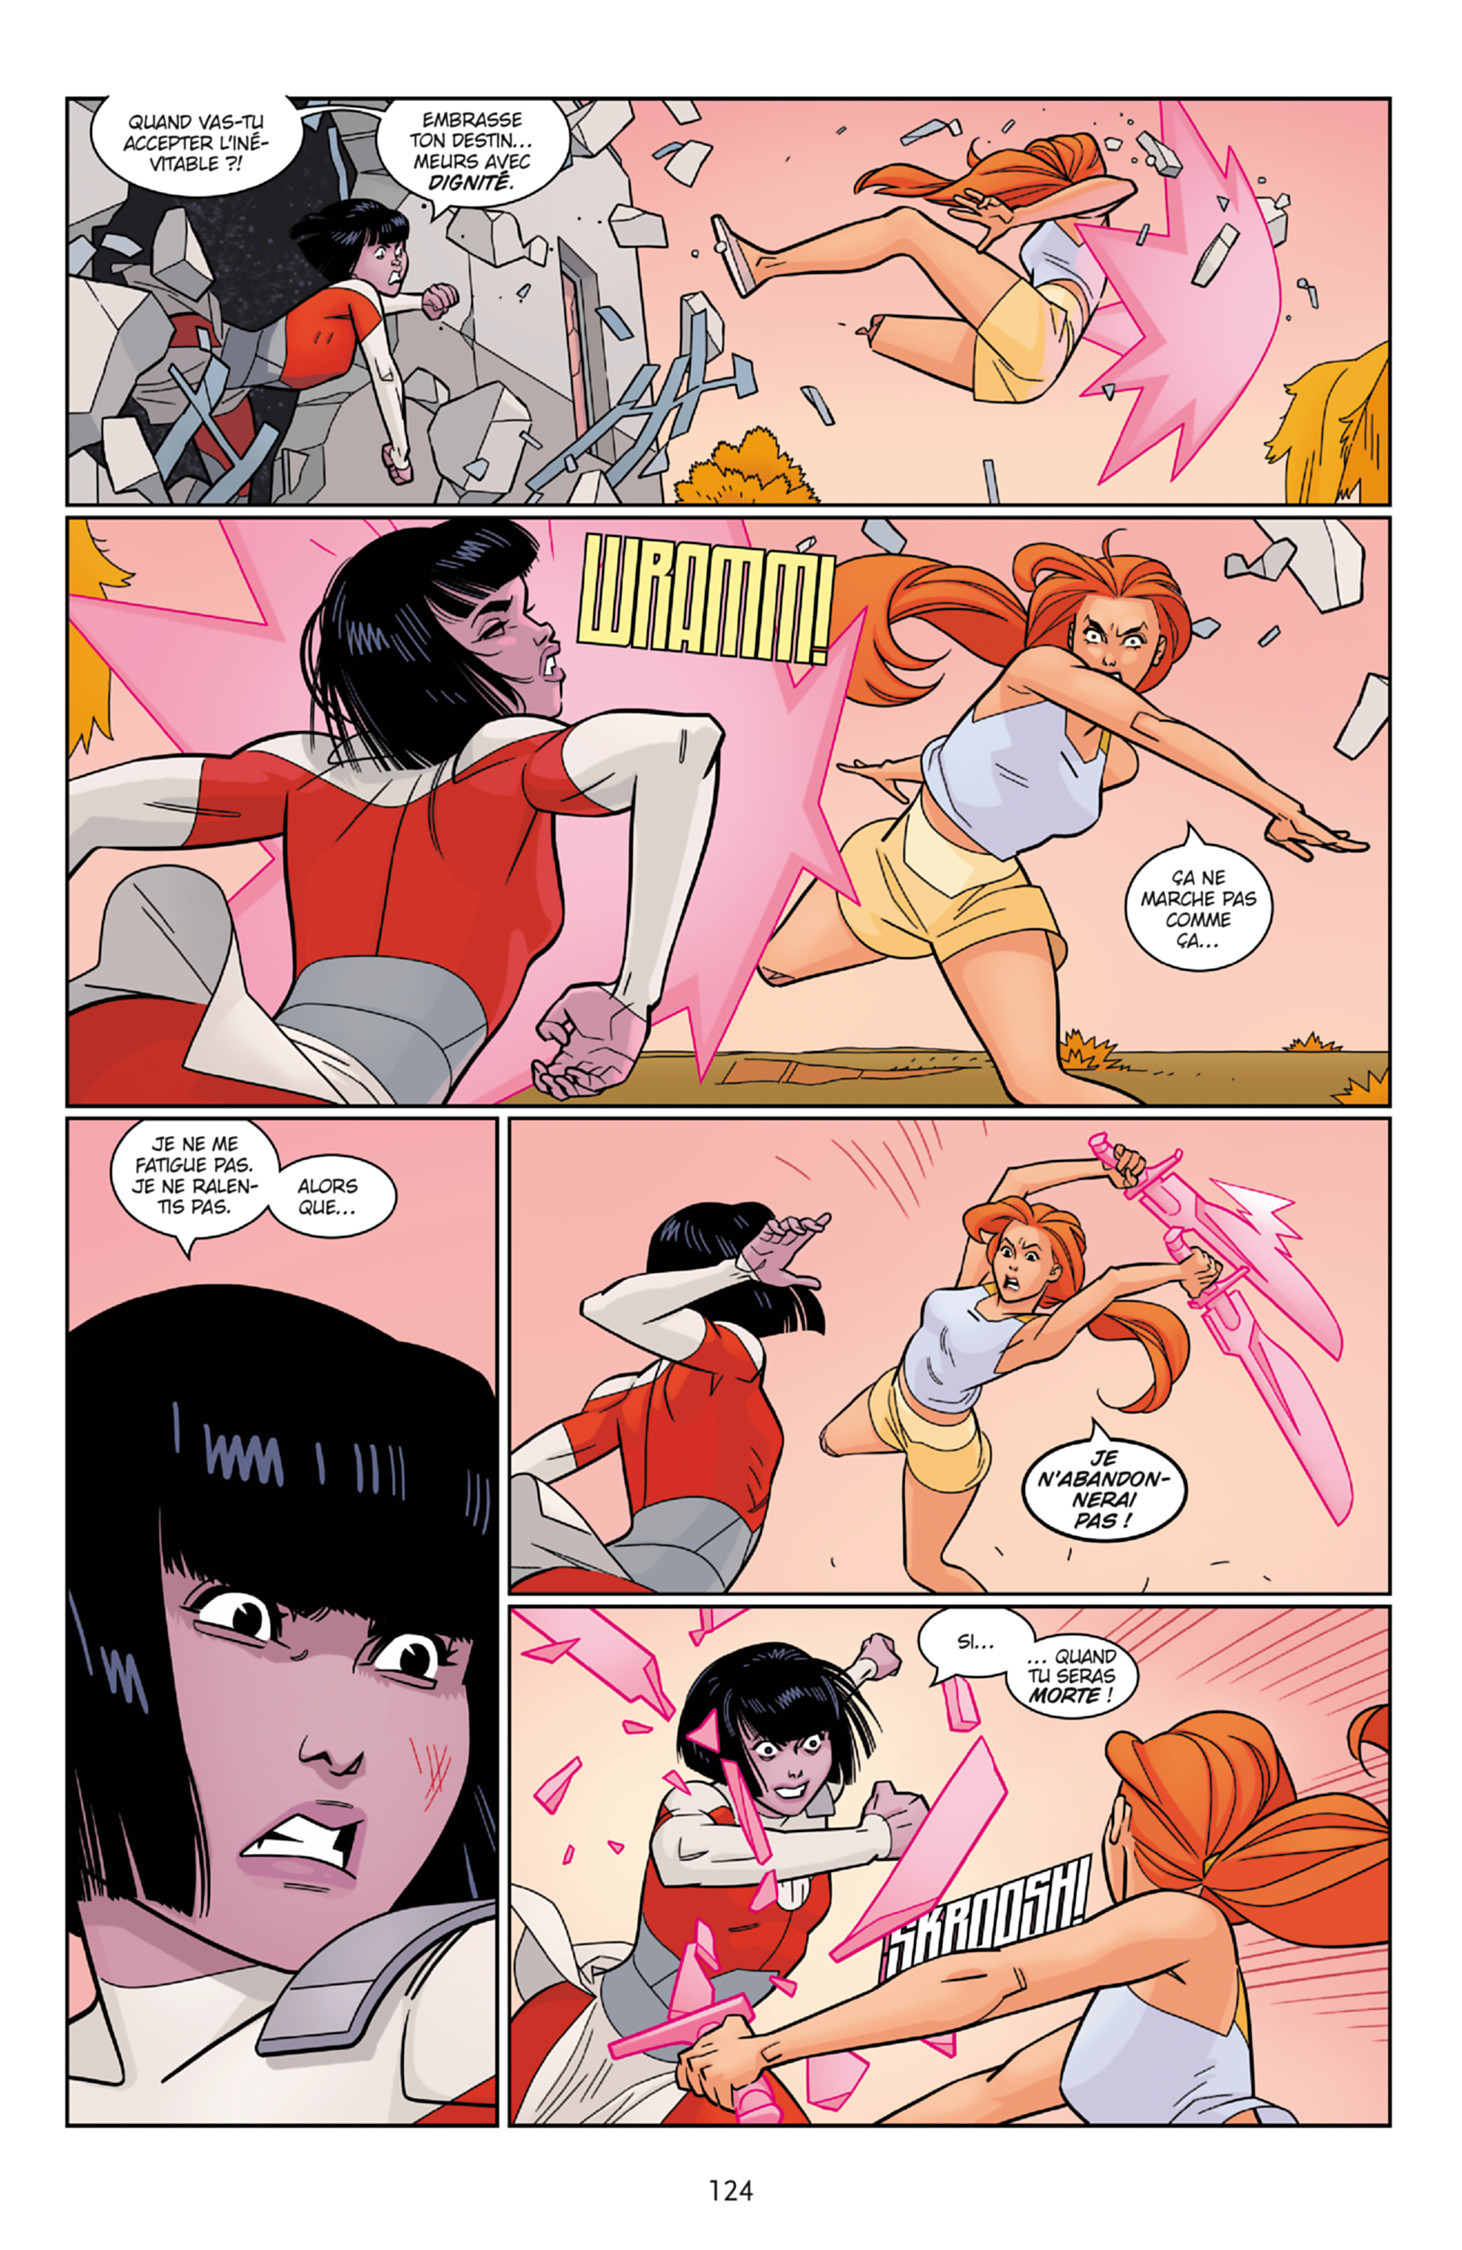 QUAND VAS-TU
ACCEPTER L'INÉ-
VITABLE ?!
EMBRASSE
TON DESTIN...
MEURS AVEC
DIGNITÉ.
WRAMM!
ÇA NE
MARCHE PAS
COMME
ÇA...
JE NE ME
FATIGUE PAS.
JE NE RALEN-
TIS PAS.
ALORS
QUE...
JE
N'ABANDON-
NERAI
PAS !
SI...
... QUAND
TU SERAS
MORTE !
SKROOSH!
124